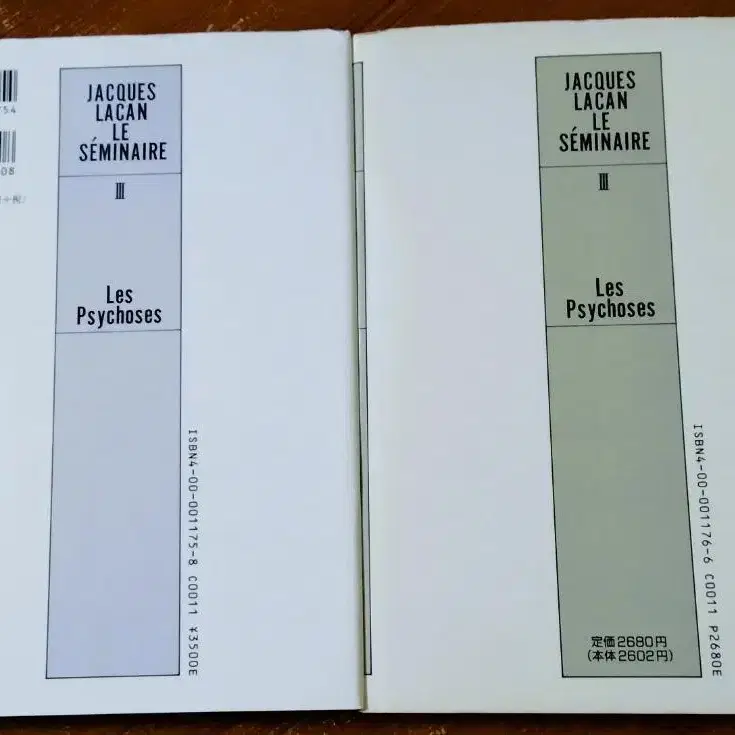 54
08
JACQUES
LACAN
LE
SÉMINAIRE
III
Les
Psychoses
ISBN4-00-001175-8 C0011 ¥3500E
JACQUES
LACAN
LE
SÉMINAIRE
III
Les
Psychoses
定価2680円
(本体2602円)
ISBN4-00-001176-6 C0011 P2680E